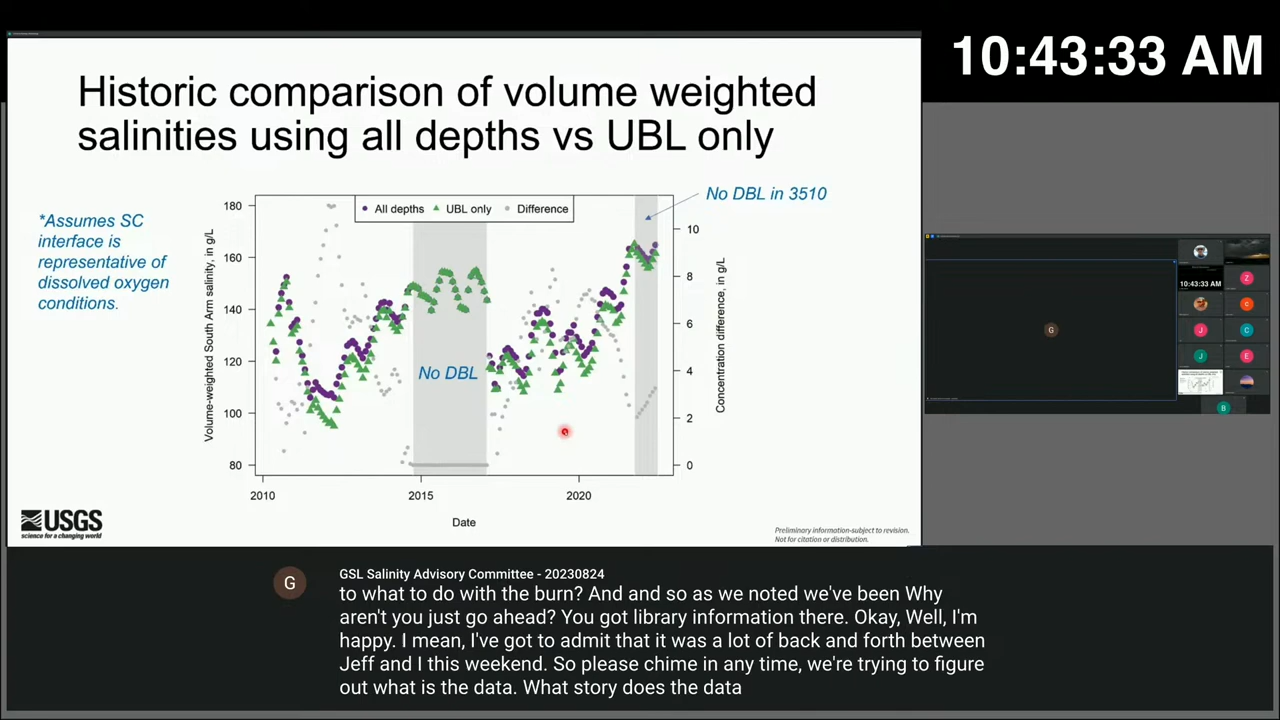 10:43:33 AM
Historic comparison of volume weighted
salinities using all depths vs UBL only
No DBL in 3510
*Assumes SC
interface is
representative of
dissolved oxygen
conditions.
All depths UBL only Difference
Volume-weighted South Arm salinity, in g/L
180
160
140
120
100
80
No DBL
10
8
6
4
2
0
Concentration difference, in g/L
2010 2015 2020
Date
USGS
science for a changing world
Preliminary information-subject to revision.
Not for citation or distribution.
10:43:33 AM
G
Z
C
J
C
J
E
B
G
GSL Salinity Advisory Committee - 20230824
to what to do with the burn? And and so as we noted we've been Why
aren't you just go ahead? You got library information there. Okay, Well, I'm
happy. I mean, I've got to admit that it was a lot of back and forth between
Jeff and I this weekend. So please chime in any time, we're trying to figure
out what is the data. What story does the data